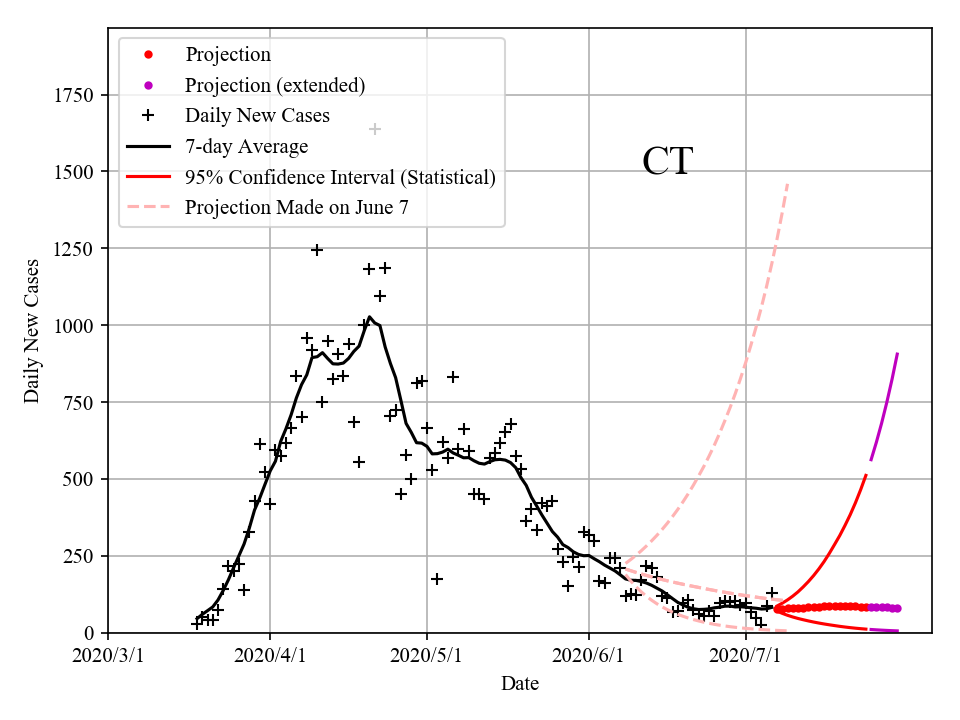 Projection
Projection (extended)
Daily New Cases
7-day Average
95% Confidence Interval (Statistical)
Projection Made on June 7
CT
1750
1500
1250
1000
750
500
250
0
Daily New Cases
2020/3/1 2020/4/1 2020/5/1 2020/6/1 2020/7/1
Date